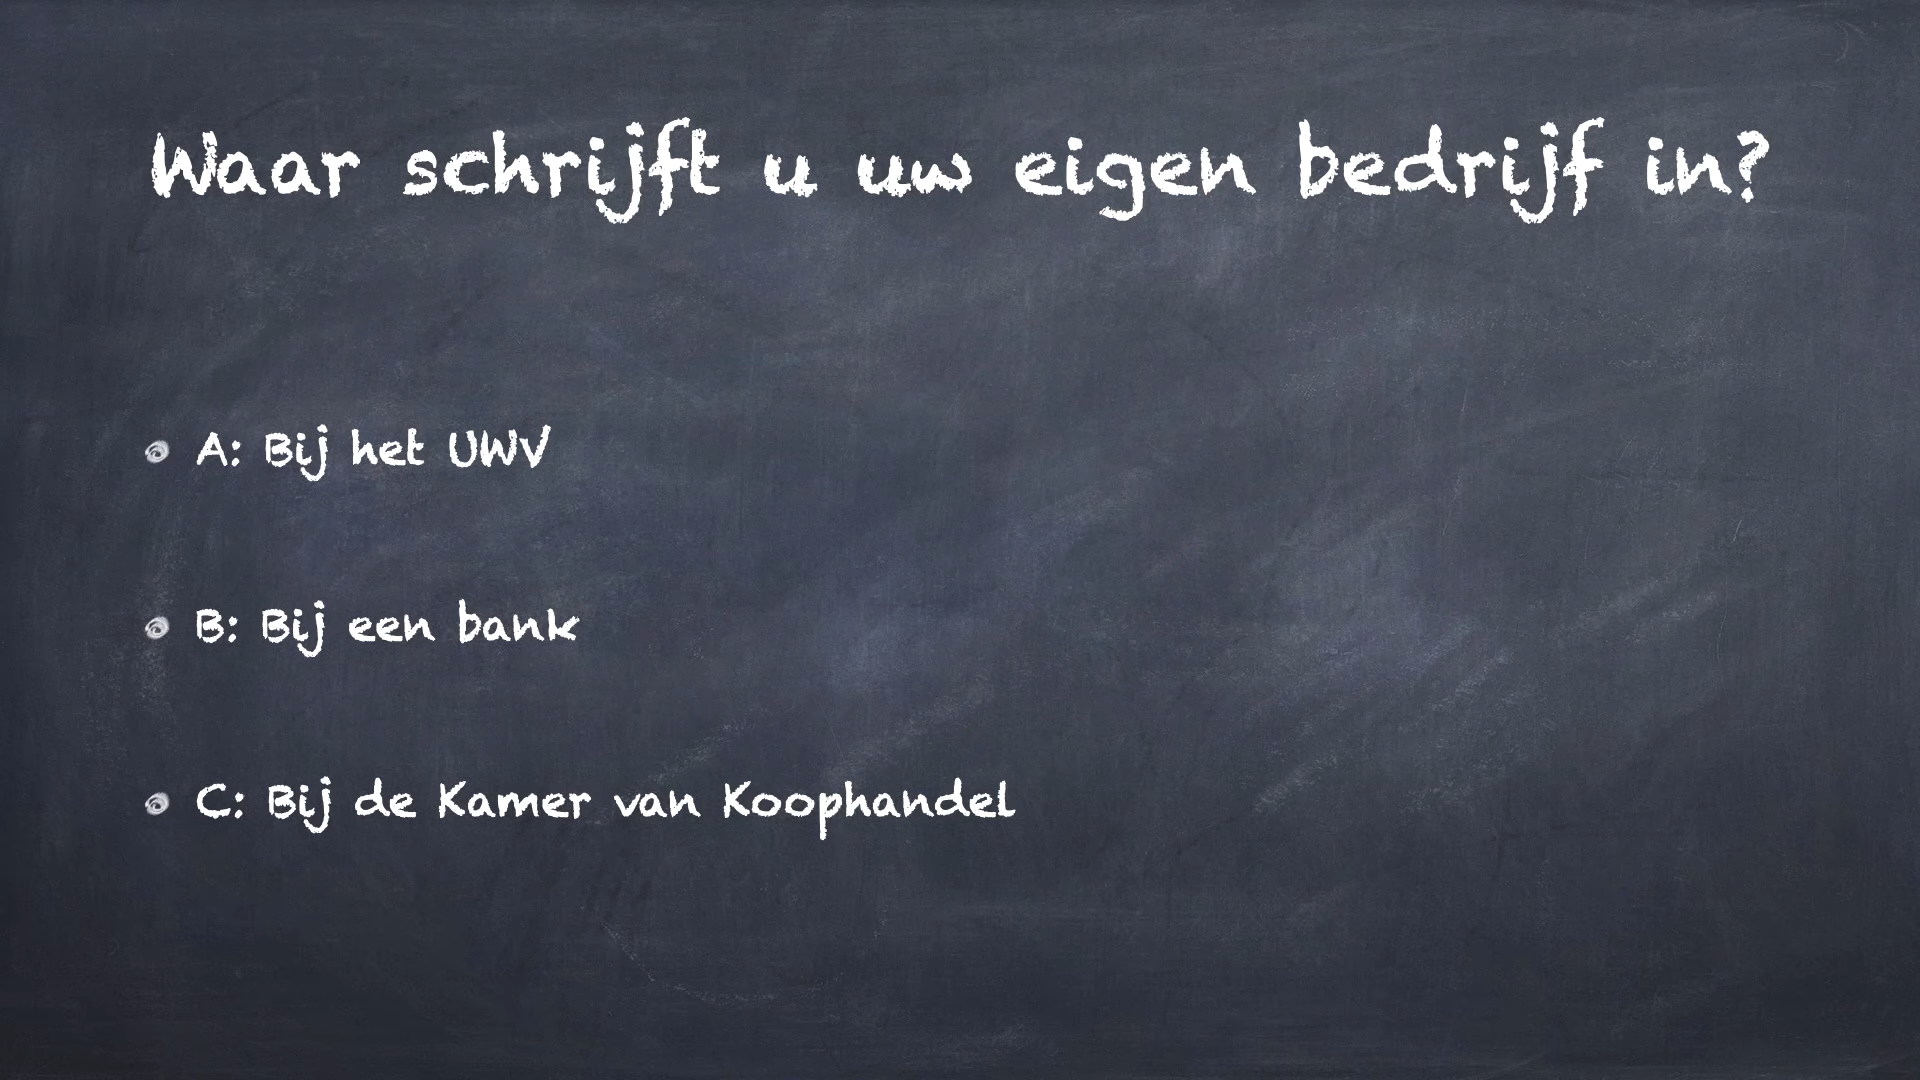 Waar schrijft u uw eigen bedrijf in?
A: Bij het UWV
B: Bij een bank
C: Bij de Kamer van Koophandel